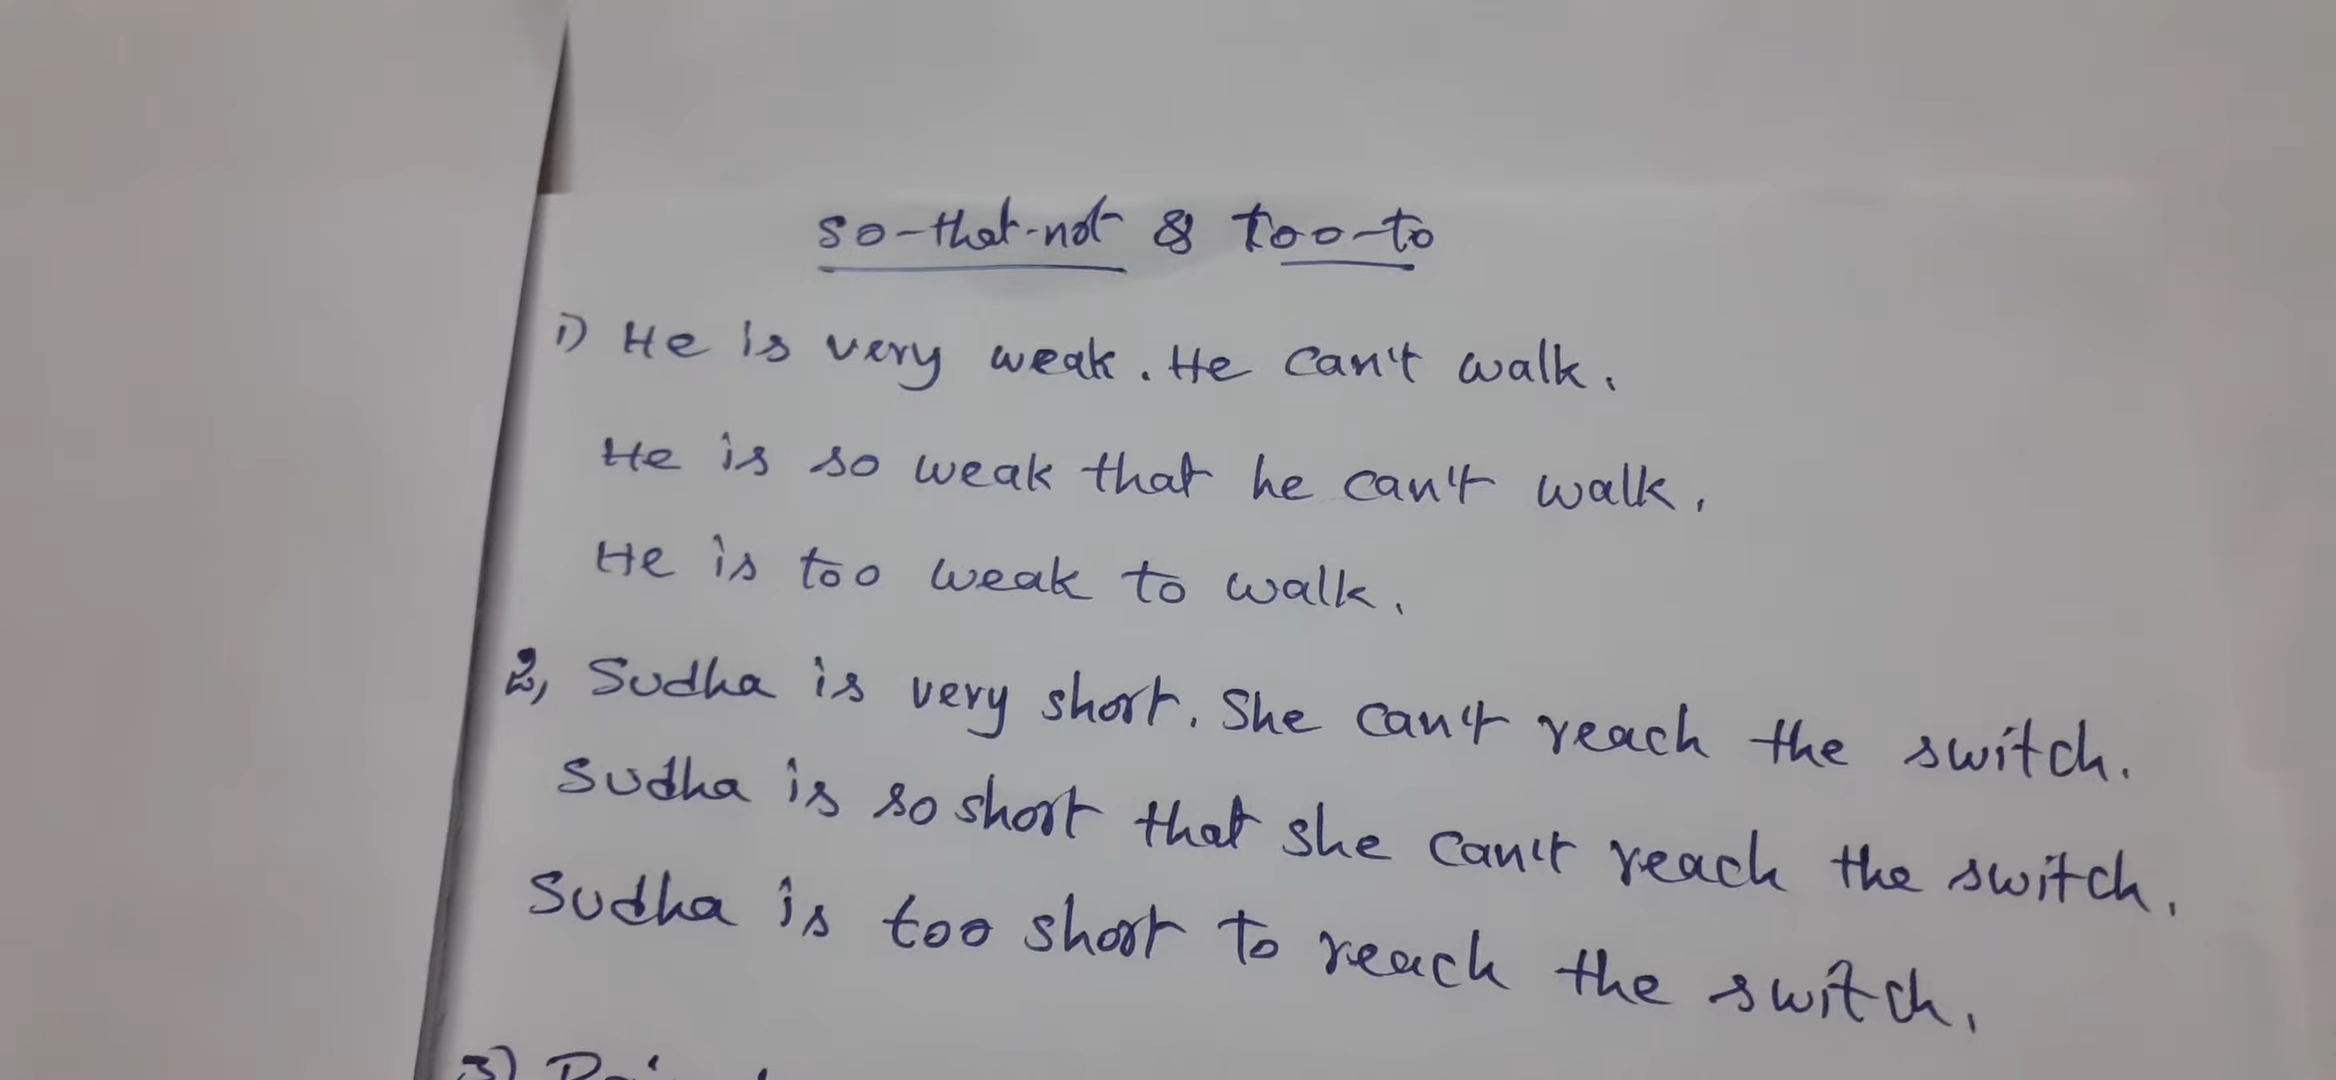 so-that-not & too-to
1) He is very weak. He can't walk.
He is so weak that he can't walk.
He is too weak to walk.
2, Sudha is very short. She can't reach the switch.
Sudha is so short that she can't reach the switch.
Sudha is too short to reach the switch.
3)